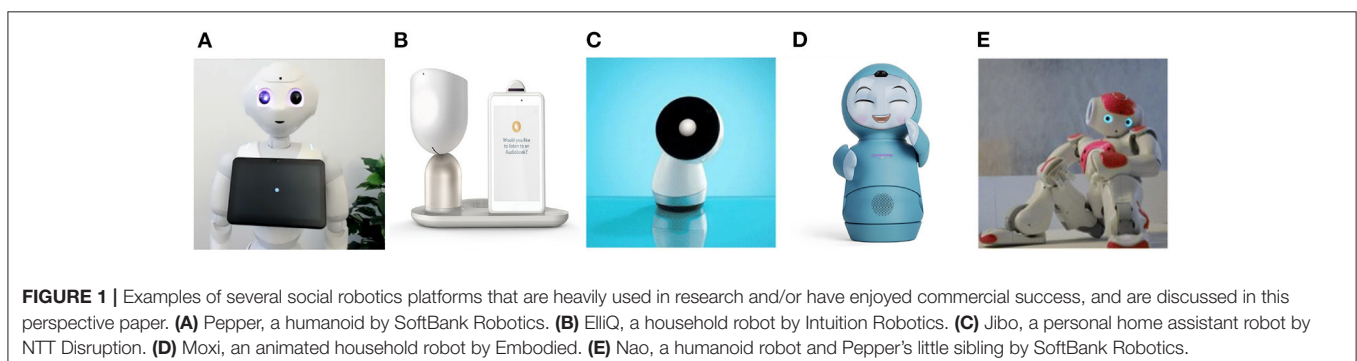 A B C D E
Would you like
to listen to an
Audiobook?
FIGURE 1 | Examples of several social robotics platforms that are heavily used in research and/or have enjoyed commercial success, and are discussed in this
perspective paper. (A) Pepper, a humanoid by SoftBank Robotics. (B) ElliQ, a household robot by Intuition Robotics. (C) Jibo, a personal home assistant robot by
NTT Disruption. (D) Moxi, an animated household robot by Embodied. (E) Nao, a humanoid robot and Pepper's little sibling by SoftBank Robotics.